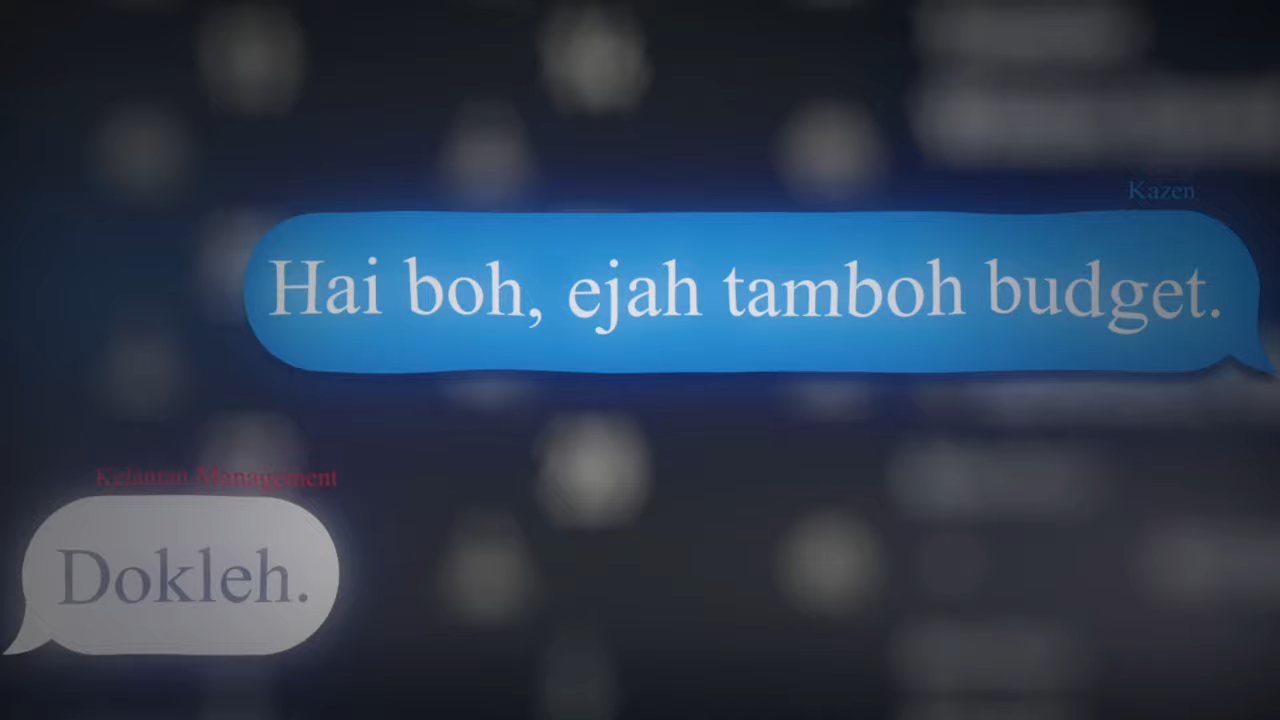 Kazen
Hai boh, ejah tamboh budget.
Kelantan Management
Dokleh.